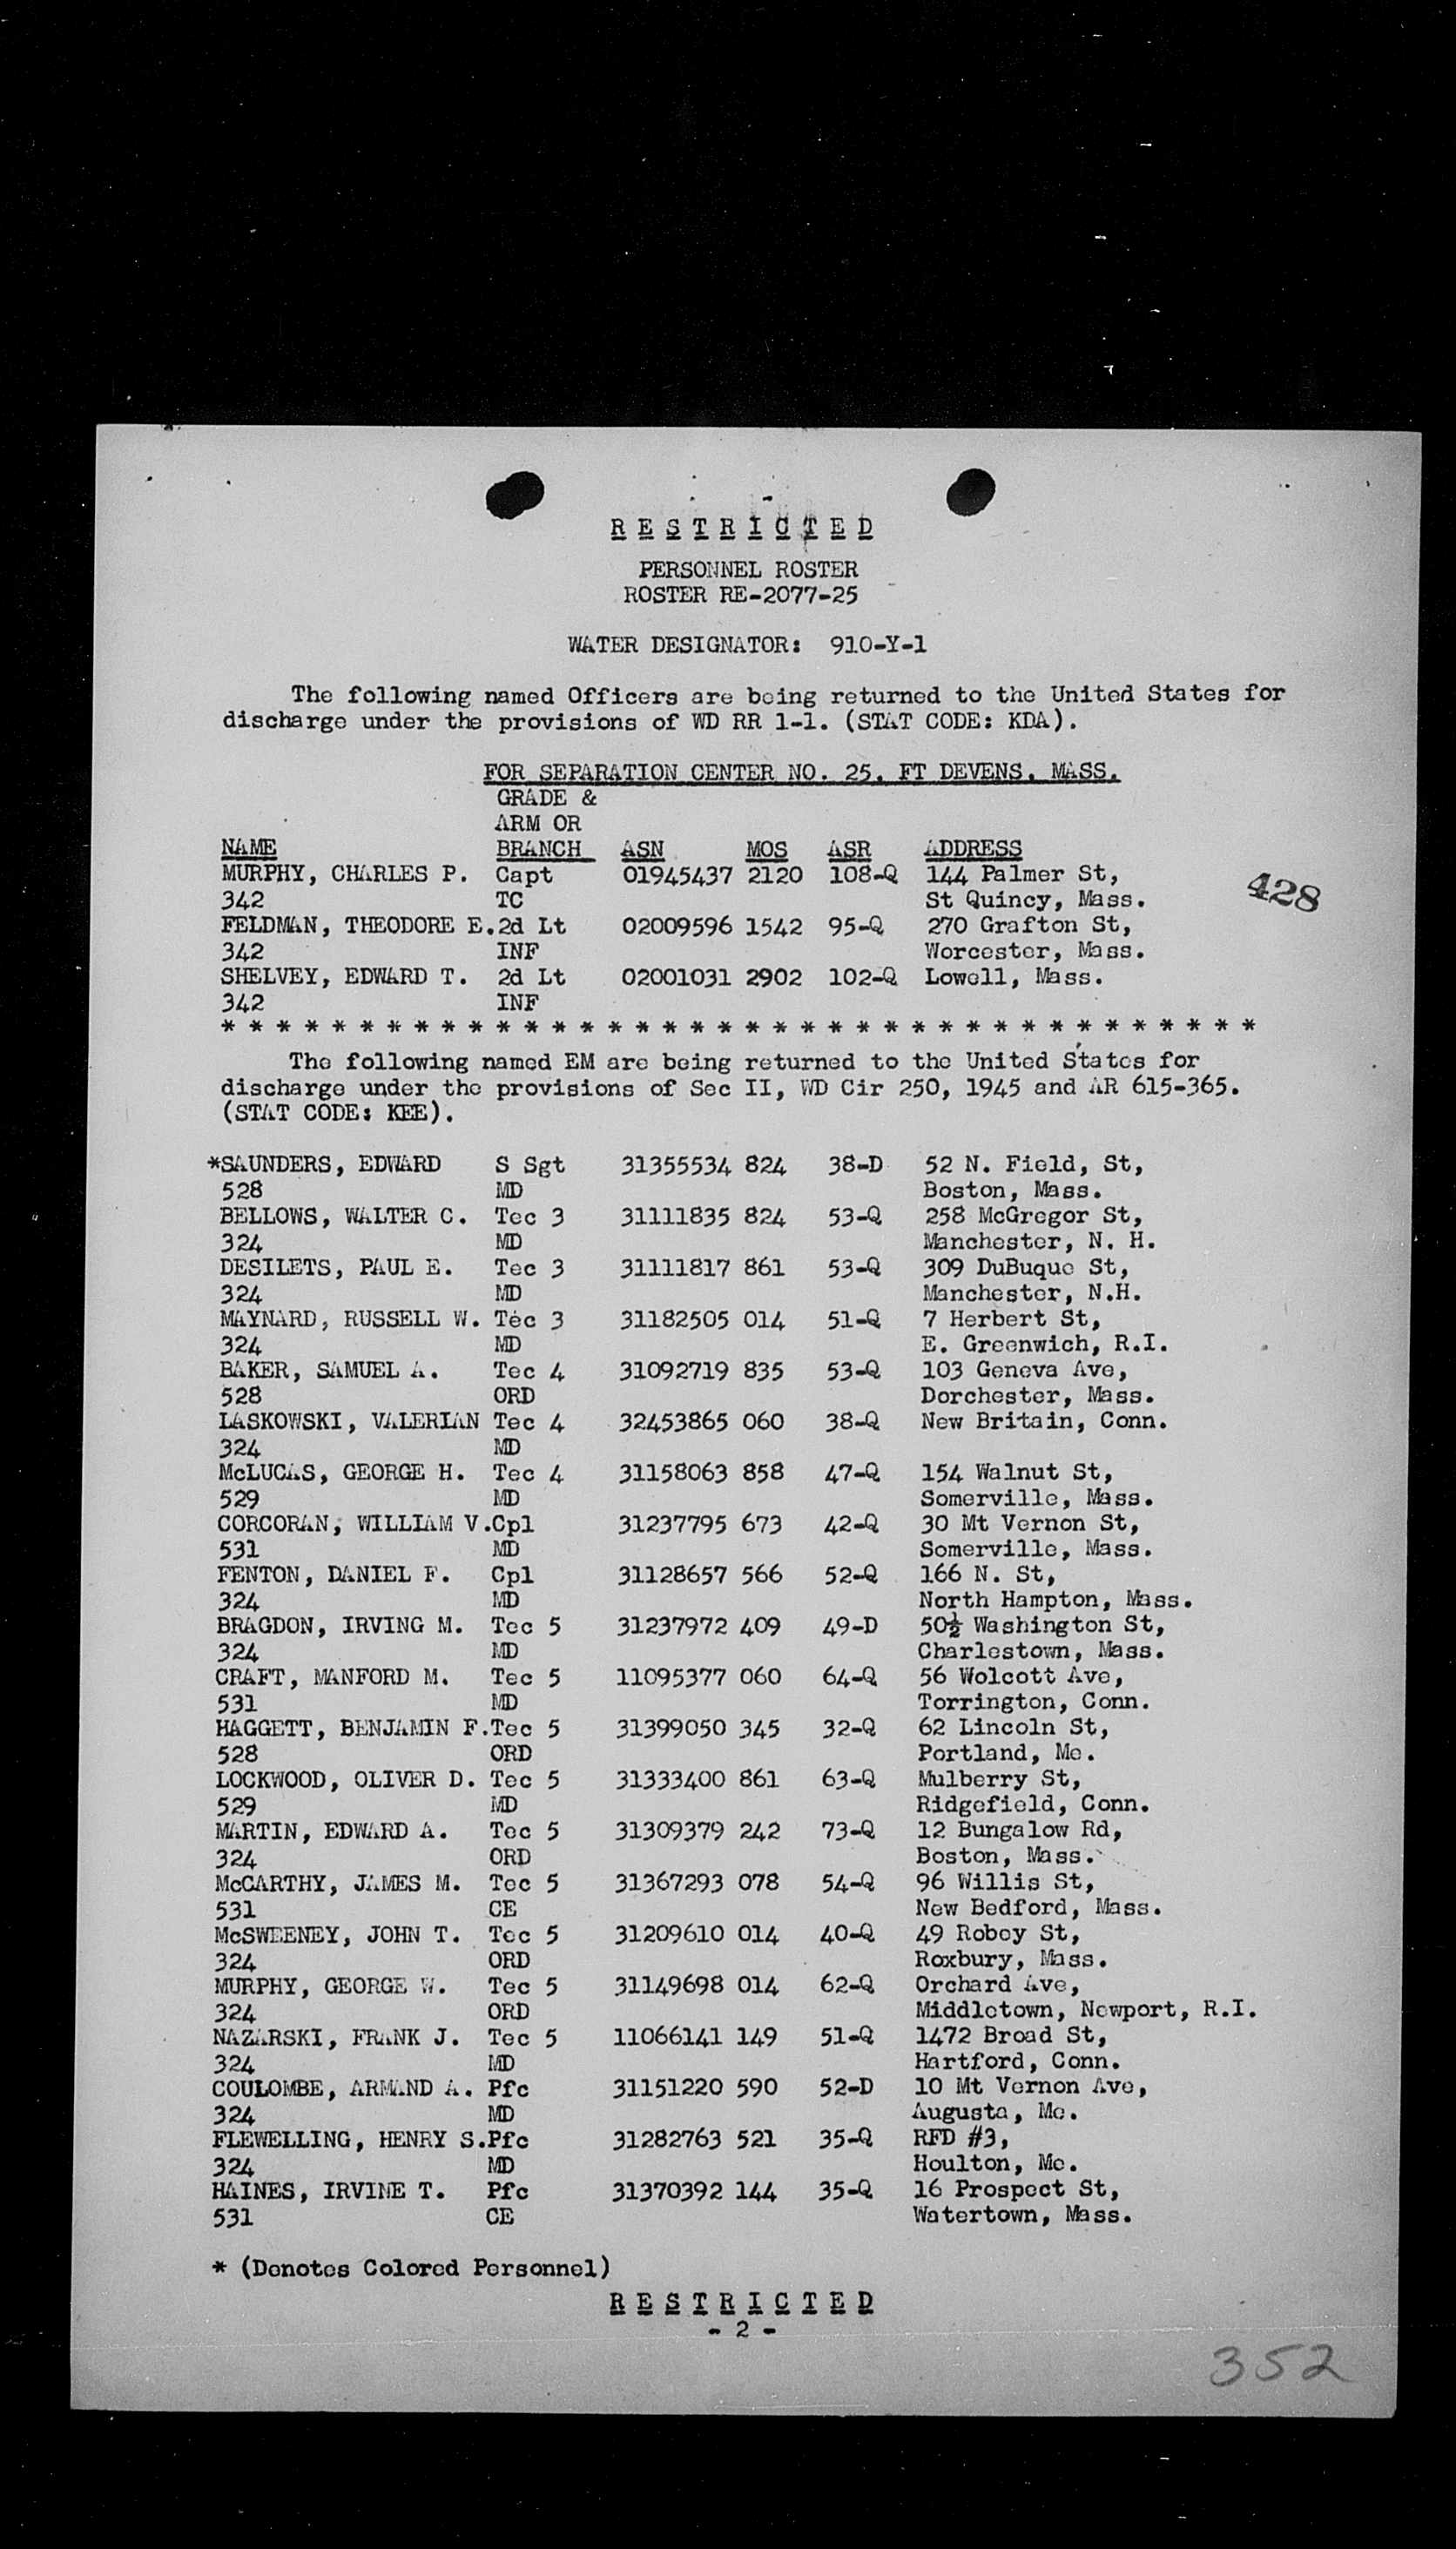 RESTRICTED
PERSONNEL ROSTER
ROSTER RE-2077-25
WATER DESIGNATOR: 910-Y-1
The following named Officers are being returned to the United States for
discharge under the provisions of WD RR 1-1. (STAT CODE: KDA).
FOR SEPARATION CENTER NO. 25, FT DEVENS, MASS.
GRADE &
ARM OR
NAME BRANCH ASN MOS ASR ADDRESS
MURPHY, CHARLES P. Capt 01945437 2120 108-Q 144 Palmer St,
428
342 TC St Quincy, Mass.
FELDMAN, THEODORE E. 2d Lt 02009596 1542 95-Q 270 Grafton St,
342 INF Worcester, Mass.
SHELVEY, EDWARD T. 2d Lt 02001031 2902 102-Q Lowell, Mass.
342 INF
* * * * * * * * * * * * * * * * * * * * * * * * * * * * * * * * * * * * * *
The following named EM are being returned to the United States for
discharge under the provisions of Sec II, WD Cir 250, 1945 and AR 615-365.
(STAT CODE: KEE).
*SAUNDERS, EDWARD S Sgt 31355534 824 38-D 52 N. Field, St,
528 MD Boston, Mass.
BELLOWS, WALTER C. Tec 3 31111835 824 53-Q 258 McGregor St,
324 MD Manchester, N. H.
DESILETS, PAUL E. Tec 3 31111817 861 53-Q 309 DuBuque St,
324 MD Manchester, N.H.
MAYNARD, RUSSELL W. Tec 3 31182505 014 51-Q 7 Herbert St,
324 MD E. Greenwich, R.I.
BAKER, SAMUEL A. Tec 4 31092719 835 53-Q 103 Geneva Ave,
528 ORD Dorchester, Mass.
LASKOWSKI, VALERIAN Tec 4 32453865 060 38-Q New Britain, Conn.
324 MD
McLUCAS, GEORGE H. Tec 4 31158063 858 47-Q 154 Walnut St,
529 MD Somerville, Mass.
CORCORAN, WILLIAM V. Cpl 31237795 673 42-Q 30 Mt Vernon St,
531 MD Somerville, Mass.
FENTON, DANIEL F. Cpl 31128657 566 52-Q 166 N. St,
324 MD North Hampton, Mass.
BRAGDON, IRVING M. Tec 5 31237972 409 49-D 50½ Washington St,
324 MD Charlestown, Mass.
CRAFT, MANFORD M. Tec 5 11095377 060 64-Q 56 Wolcott Ave,
531 MD Torrington, Conn.
HAGGETT, BENJAMIN F. Tec 5 31399050 345 32-Q 62 Lincoln St,
528 ORD Portland, Me.
LOCKWOOD, OLIVER D. Tec 5 31333400 861 63-Q Mulberry St,
529 MD Ridgefield, Conn.
MARTIN, EDWARD A. Tec 5 31309379 242 73-Q 12 Bungalow Rd,
324 ORD Boston, Mass.
McCARTHY, JAMES M. Tec 5 31367293 078 54-Q 96 Willis St,
531 CE New Bedford, Mass.
McSWEENEY, JOHN T. Tec 5 31209610 014 40-Q 49 Robey St,
324 ORD Roxbury, Mass.
MURPHY, GEORGE W. Tec 5 31149698 014 62-Q Orchard Ave,
324 ORD Middletown, Newport, R.I.
NAZARSKI, FRANK J. Tec 5 11066141 149 51-Q 1472 Broad St,
324 MD Hartford, Conn.
COULOMBE, ARMAND A. Pfc 31151220 590 52-D 10 Mt Vernon Ave,
324 MD Augusta, Me.
FLEWELLING, HENRY S. Pfc 31282763 521 35-Q RFD #3,
324 MD Houlton, Me.
HAINES, IRVINE T. Pfc 31370392 144 35-Q 16 Prospect St,
531 CE Watertown, Mass.
* (Denotes Colored Personnel)
RESTRICTED
- 2 -
352